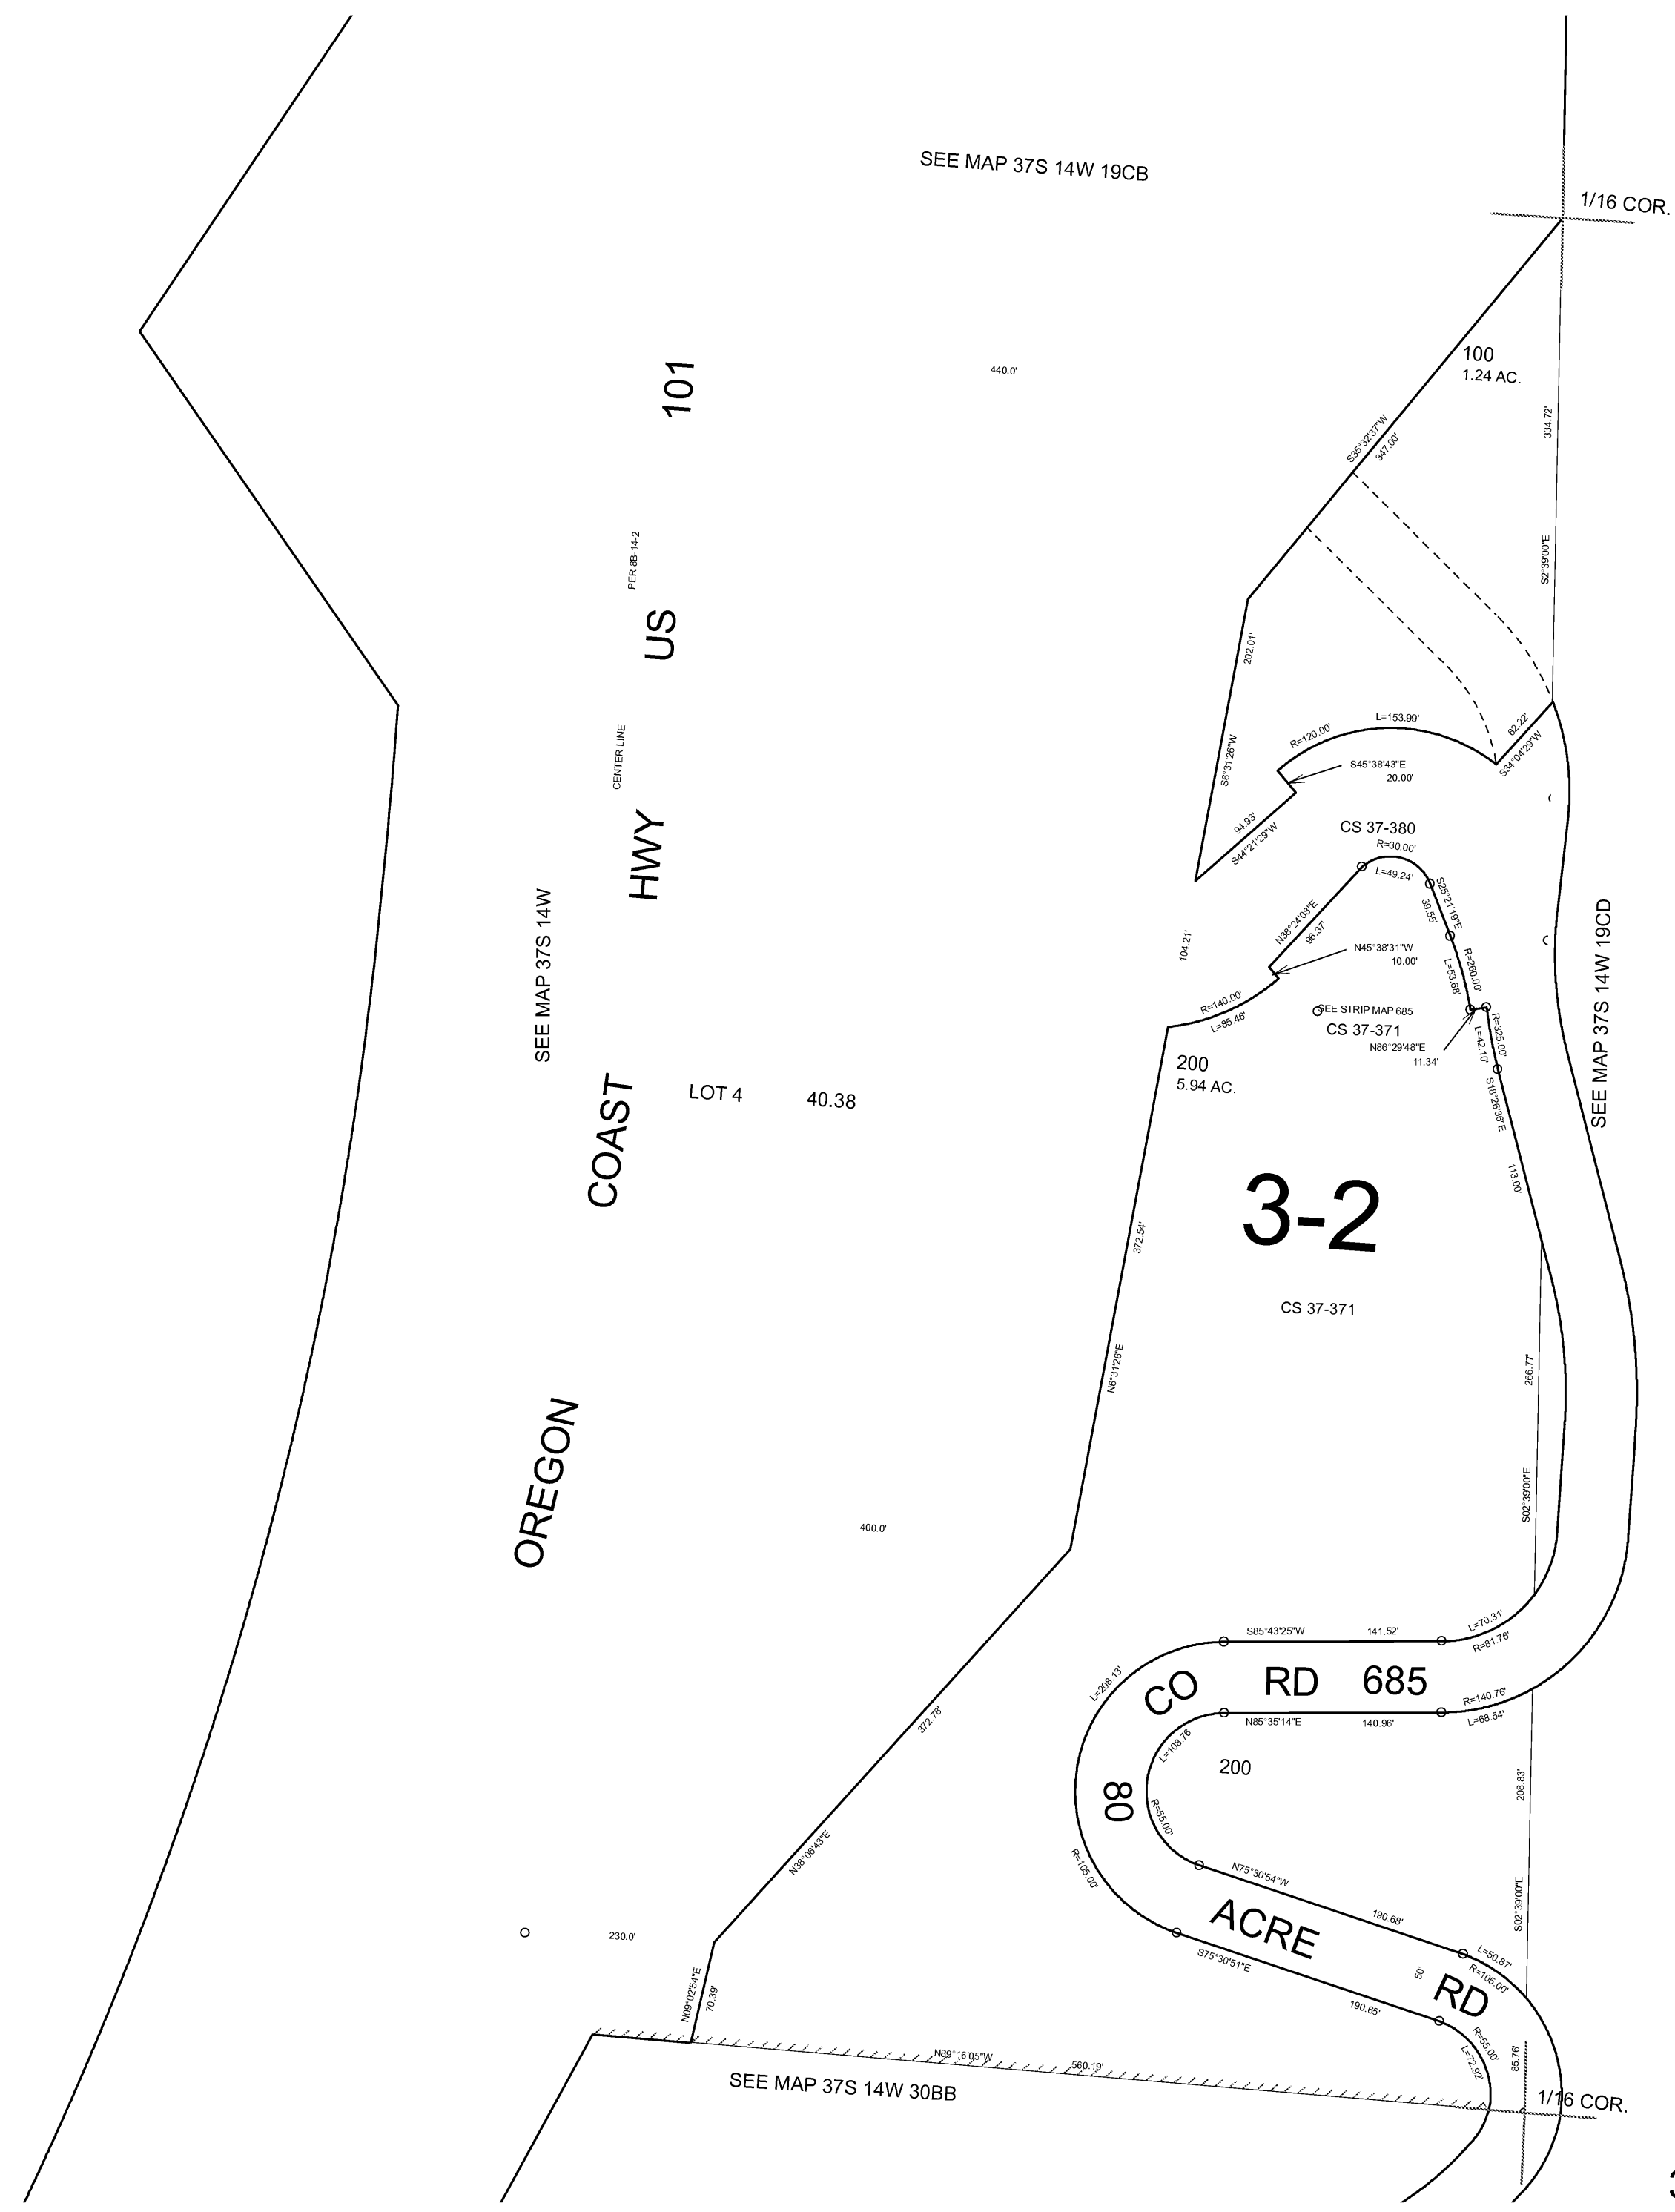 SEE MAP 37S 14W 19CB
1/16 COR.
100
1.24 AC.
440.0'
101
334.72'
S35°32'37"W
347.00'
PER 8B-14-2
US
S2°39'00"E
202.01'
CENTER LINE
L=153.99'
R=120.00'
62.22'
S34°04'29"W
S6°31'26"W
S45°38'43"E
20.00'
HWY
94.93'
S44°21'29"W
CS 37-380
R=30.00'
L=49.24'
S25°21'19"E
39.55'
SEE MAP 37S 14W
N38°24'08"E
96.37'
104.21'
N45°38'31"W
10.00'
R=260.00'
L=53.68'
SEE MAP 37S 14W 19CD
R=140.00'
L=85.46'
SEE STRIP MAP 685
CS 37-371
R=325.00'
L=42.10'
N86°29'48"E
11.34'
200
5.94 AC.
S18°26'36"E
LOT 4
40.38
COAST
113.00'
3-2
372.54'
CS 37-371
N6°31'26"E
266.77'
OREGON
S02°39'00"E
400.0'
S85°43'25"W
141.52'
L=70.31'
R=81.76'
L=208.13'
CO
RD
685
R=140.76'
L=68.54'
N85°35'14"E
140.96'
372.78'
L=108.76
200
80
R=55.00'
208.83'
N38°06'43"E
R=105.00'
N75°30'54"W
190.68'
ACRE
S02°39'00"E
230.0'
S75°30'51"E
L=50.87'
R=105.00'
50'
RD
N09°02'54"E
70.39'
190.65'
R=55.00'
L=72.92'
85.76'
N89°16'05"W
560.19'
SEE MAP 37S 14W 30BB
1/16 COR.